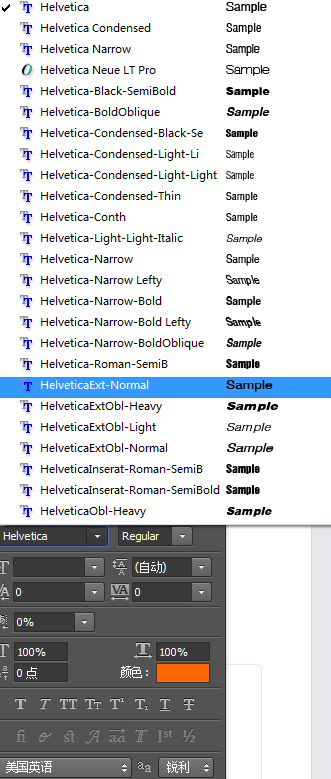 Helvetica Sample
Helvetica Condensed Sample
Helvetica Narrow Sample
Helvetica Neue LT Pro Sample
Helvetica-Black-SemiBold Sample
Helvetica-BoldOblique Sample
Helvetica-Condensed-Black-Se Sample
Helvetica-Condensed-Light-Li Sample
Helvetica-Condensed-Light-Light Sample
Helvetica-Condensed-Thin Sample
Helvetica-Conth Sample
Helvetica-Light-Light-Italic Sample
Helvetica-Narrow Sample
Helvetica-Narrow Lefty Sample
Helvetica-Narrow-Bold Sample
Helvetica-Narrow-Bold Lefty Sample
Helvetica-Narrow-BoldOblique Sample
Helvetica-Roman-SemiB Sample
HelveticaExt-Normal Sample
HelveticaExtObl-Heavy Sample
HelveticaExtObl-Light Sample
HelveticaExtObl-Normal Sample
HelveticaInserat-Roman-SemiB Sample
HelveticaInserat-Roman-SemiBold Sample
HelveticaObl-Heavy Sample
Helvetica Regular
(自动)
0 VA 0
0%
T 100% T 100%
0 点 颜色：
T T TT Tт T¹ T₁ T T
fi st A ad T 1st ½
美国英语 aa 锐利